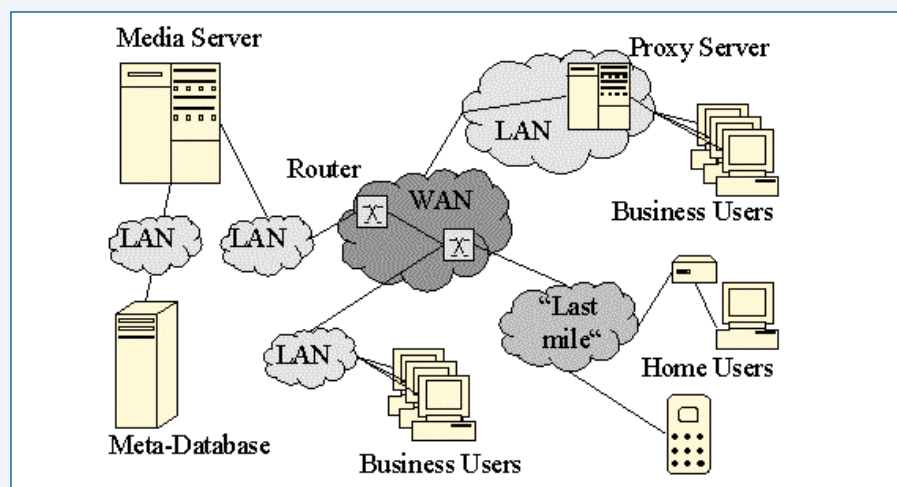 Media Server
Proxy Server
LAN
Router
WAN
Business Users
LAN
LAN
“Last
mile“
LAN
Home Users
Meta-Database
Business Users